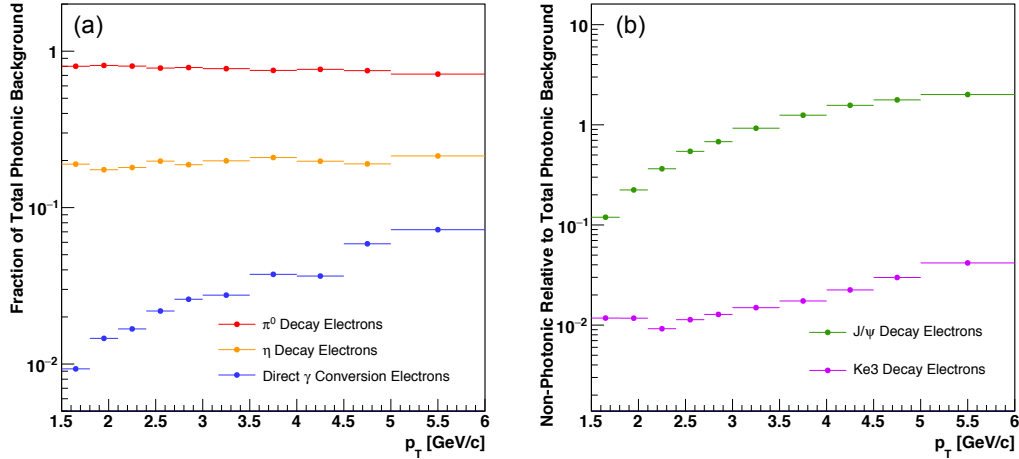 (a)
Fraction of Total Photonic Background
1
10⁻¹
10⁻²
π⁰ Decay Electrons
η Decay Electrons
Direct γ Conversion Electrons
1.5 2 2.5 3 3.5 4 4.5 5 5.5 6
p_T [GeV/c]
(b)
Non-Photonic Relative to Total Photonic Background
10
1
10⁻¹
10⁻²
J/ψ Decay Electrons
Ke3 Decay Electrons
1.5 2 2.5 3 3.5 4 4.5 5 5.5 6
p_T [GeV/c]